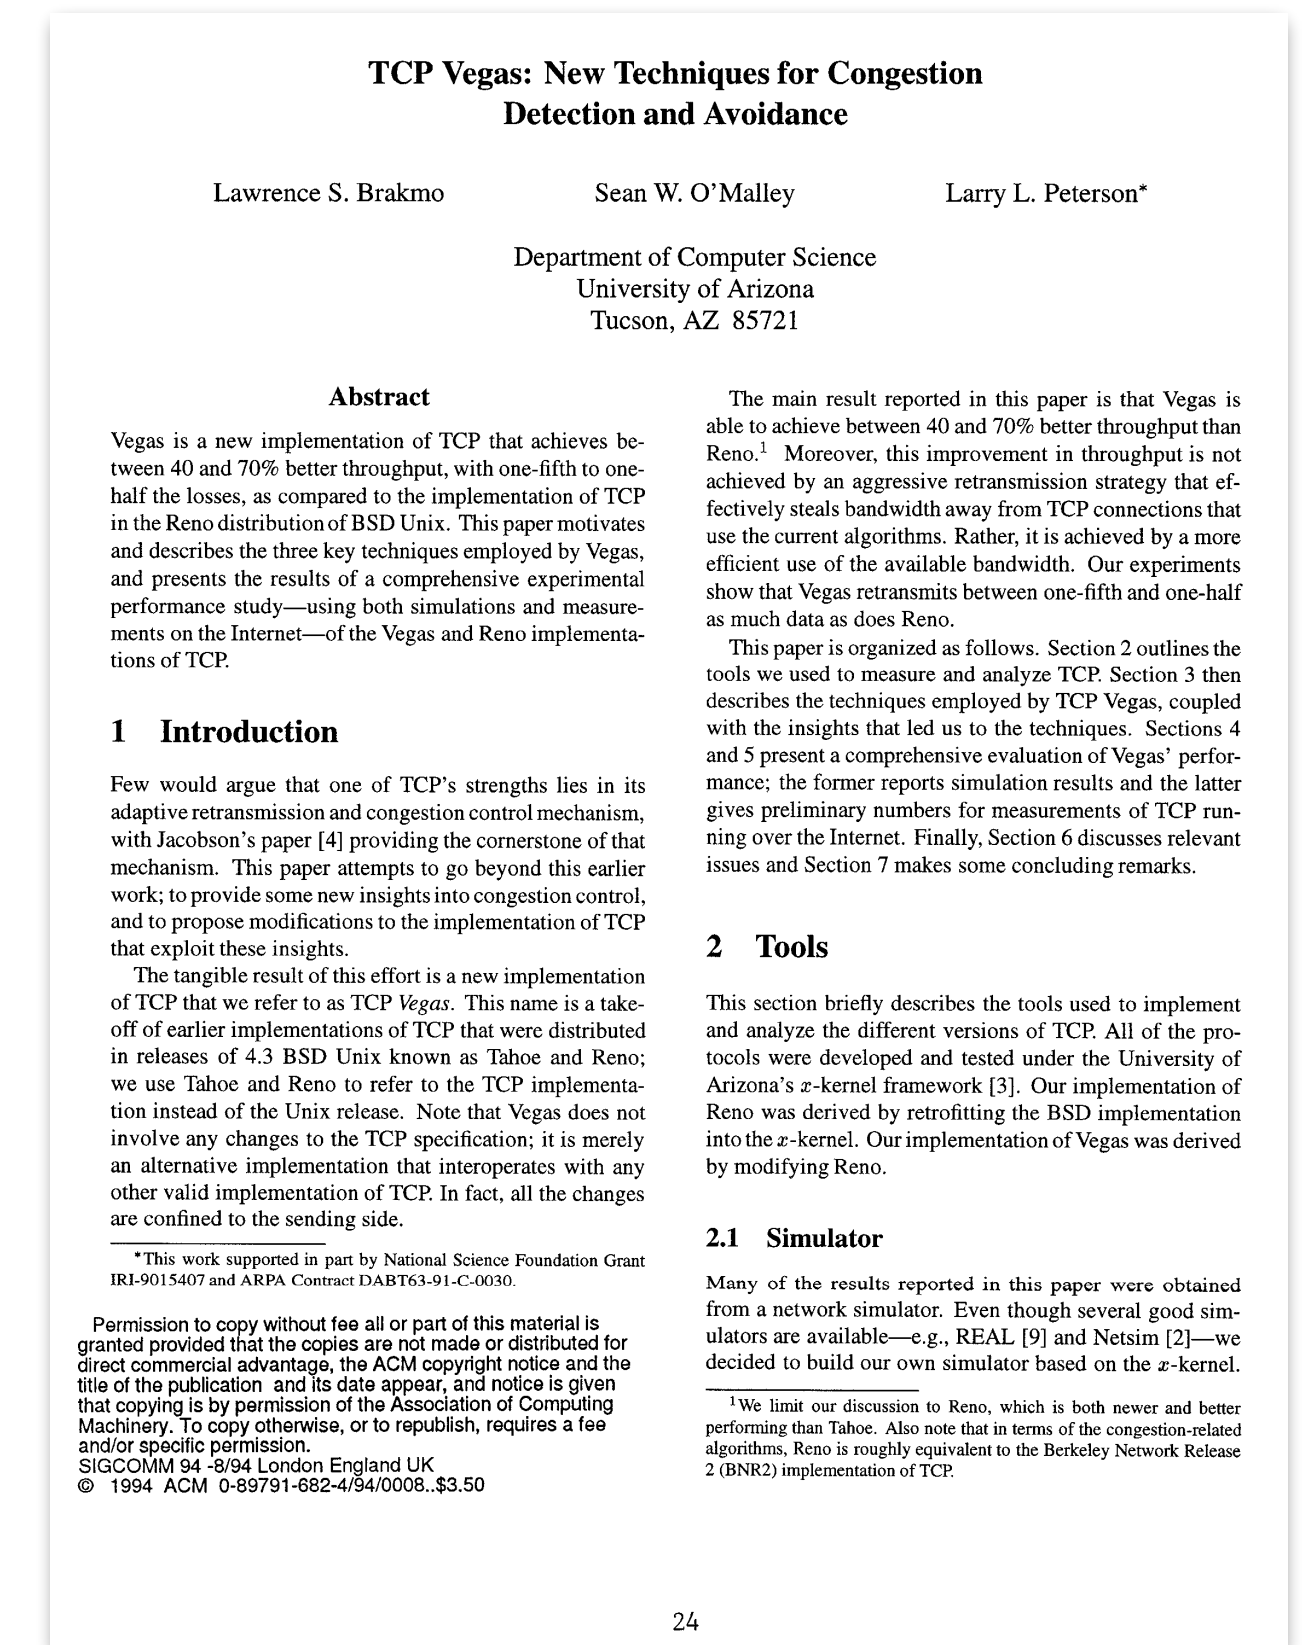 TCP Vegas: New Techniques for Congestion
Detection and Avoidance
Lawrence S. Brakmo Sean W. O'Malley Larry L. Peterson*
Department of Computer Science
University of Arizona
Tucson, AZ 85721
Abstract
Vegas is a new implementation of TCP that achieves be-
tween 40 and 70% better throughput, with one-fifth to one-
half the losses, as compared to the implementation of TCP
in the Reno distribution of BSD Unix. This paper motivates
and describes the three key techniques employed by Vegas,
and presents the results of a comprehensive experimental
performance study—using both simulations and measure-
ments on the Internet—of the Vegas and Reno implementa-
tions of TCP.
1 Introduction
Few would argue that one of TCP's strengths lies in its
adaptive retransmission and congestion control mechanism,
with Jacobson's paper [4] providing the cornerstone of that
mechanism. This paper attempts to go beyond this earlier
work; to provide some new insights into congestion control,
and to propose modifications to the implementation of TCP
that exploit these insights.
The tangible result of this effort is a new implementation
of TCP that we refer to as TCP Vegas. This name is a take-
off of earlier implementations of TCP that were distributed
in releases of 4.3 BSD Unix known as Tahoe and Reno;
we use Tahoe and Reno to refer to the TCP implementa-
tion instead of the Unix release. Note that Vegas does not
involve any changes to the TCP specification; it is merely
an alternative implementation that interoperates with any
other valid implementation of TCP. In fact, all the changes
are confined to the sending side.
*This work supported in part by National Science Foundation Grant
IRI-9015407 and ARPA Contract DABT63-91-C-0030.
Permission to copy without fee all or part of this material is
granted provided that the copies are not made or distributed for
direct commercial advantage, the ACM copyright notice and the
title of the publication and its date appear, and notice is given
that copying is by permission of the Association of Computing
Machinery. To copy otherwise, or to republish, requires a fee
and/or specific permission.
SIGCOMM 94 -8/94 London England UK
© 1994 ACM 0-89791-682-4/94/0008..$3.50
The main result reported in this paper is that Vegas is
able to achieve between 40 and 70% better throughput than
Reno.1 Moreover, this improvement in throughput is not
achieved by an aggressive retransmission strategy that ef-
fectively steals bandwidth away from TCP connections that
use the current algorithms. Rather, it is achieved by a more
efficient use of the available bandwidth. Our experiments
show that Vegas retransmits between one-fifth and one-half
as much data as does Reno.
This paper is organized as follows. Section 2 outlines the
tools we used to measure and analyze TCP. Section 3 then
describes the techniques employed by TCP Vegas, coupled
with the insights that led us to the techniques. Sections 4
and 5 present a comprehensive evaluation of Vegas' perfor-
mance; the former reports simulation results and the latter
gives preliminary numbers for measurements of TCP run-
ning over the Internet. Finally, Section 6 discusses relevant
issues and Section 7 makes some concluding remarks.
2 Tools
This section briefly describes the tools used to implement
and analyze the different versions of TCP. All of the pro-
tocols were developed and tested under the University of
Arizona's x-kernel framework [3]. Our implementation of
Reno was derived by retrofitting the BSD implementation
into the x-kernel. Our implementation of Vegas was derived
by modifying Reno.
2.1 Simulator
Many of the results reported in this paper were obtained
from a network simulator. Even though several good sim-
ulators are available—e.g., REAL [9] and Netsim [2]—we
decided to build our own simulator based on the x-kernel.
1We limit our discussion to Reno, which is both newer and better
performing than Tahoe. Also note that in terms of the congestion-related
algorithms, Reno is roughly equivalent to the Berkeley Network Release
2 (BNR2) implementation of TCP.
24